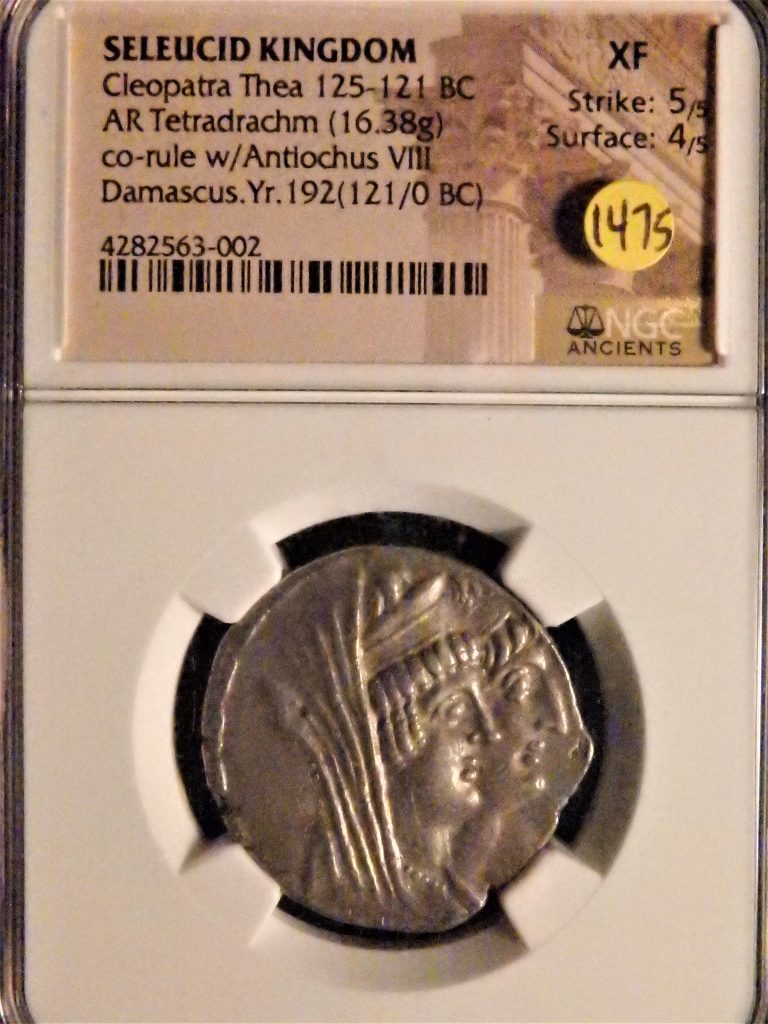 SELEUCID KINGDOM
Cleopatra Thea 125-121 BC
AR Tetradrachm (16.38g)
co-rule w/Antiochus VIII
Damascus.Yr.192(121/0 BC)
4282563-002
XF
Strike: 5/5
Surface: 4/5
1475
NGC
ANCIENTS